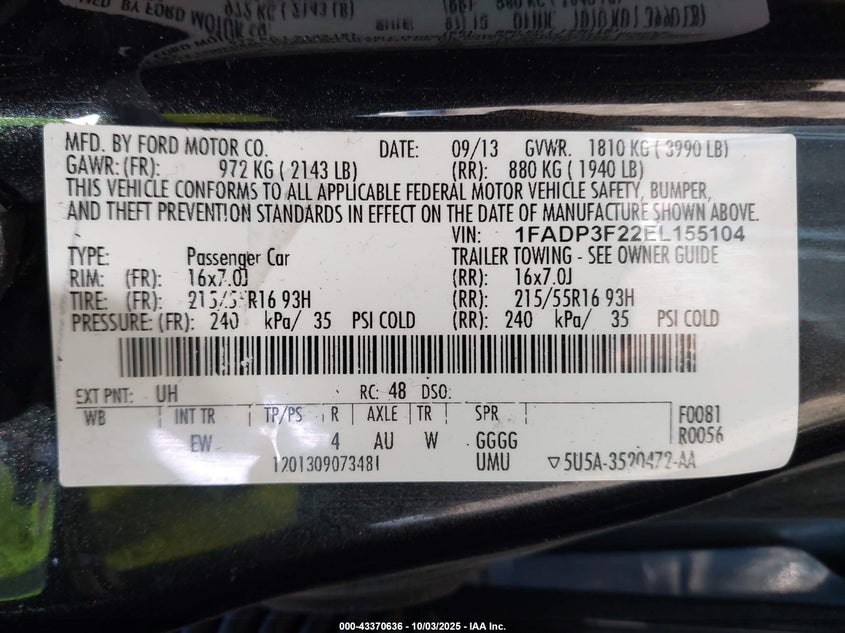 MFD. BY FORD MOTOR CO. DATE: 09/13 GVWR. 1810 KG ( 3990 LB)
GAWR: (FR): 972 KG ( 2143 LB) (RR): 880 KG ( 1940 LB)
THIS VEHICLE CONFORMS TO ALL APPLICABLE FEDERAL MOTOR VEHICLE SAFETY, BUMPER,
AND THEFT PREVENTION STANDARDS IN EFFECT ON THE DATE OF MANUFACTURE SHOWN ABOVE.
VIN: 1FADP3F22EL155104
TYPE: Passenger Car TRAILER TOWING - SEE OWNER GUIDE
RIM: (FR): 16x7.0J (RR): 16x7.0J
TIRE: (FR): 215/55R16 93H (RR): 215/55R16 93H
PRESSURE: (FR): 240 kPa/ 35 PSI COLD (RR): 240 kPa/ 35 PSI COLD
EXT PNT: UH RC: 48 DSO:
WB INT TR TP/PS R AXLE TR SPR F0081
EW 4 AU W GGGG R0056
1201309073481 UMU ▽5U5A-3520472-AA
000-43370636 - 10/03/2025 - IAA Inc.